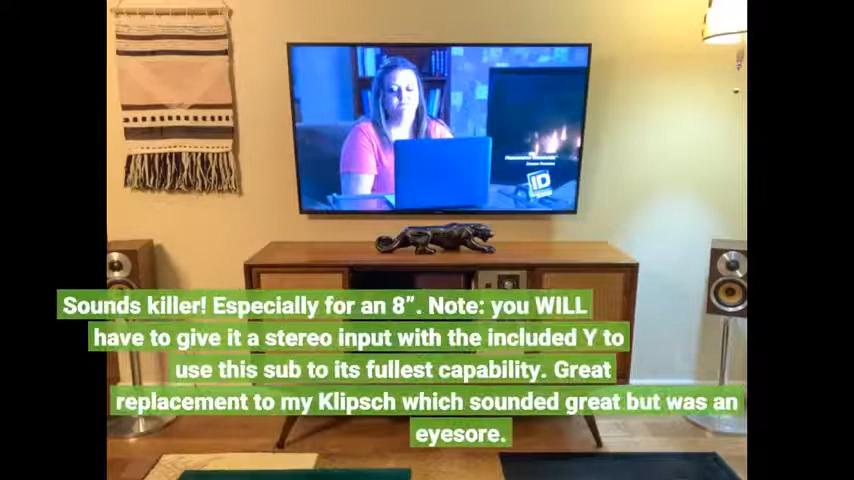 ID
Sounds killer! Especially for an 8”. Note: you WILL
have to give it a stereo input with the included Y to
use this sub to its fullest capability. Great
replacement to my Klipsch which sounded great but was an
eyesore.